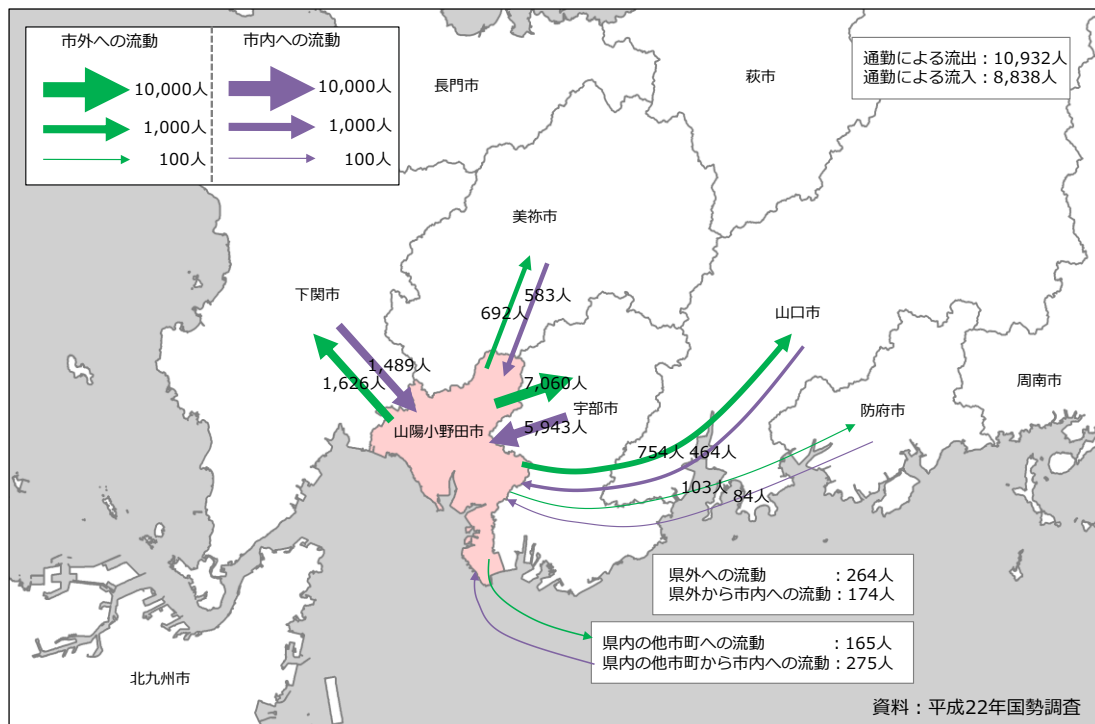 市外への流動
市内への流動
10,000人
10,000人
1,000人
1,000人
100人
100人
通勤による流出：10,932人
通勤による流入：8,838人
長門市
萩市
美祢市
下関市
山口市
583人
692人
1,489人
1,626人
7,060人
周南市
宇部市
防府市
山陽小野田市
5,943人
754人
464人
103人
84人
県外への流動　　　　：264人
県外から市内への流動：174人
県内の他市町への流動　　　　：165人
県内の他市町から市内への流動：275人
北九州市
資料：平成22年国勢調査